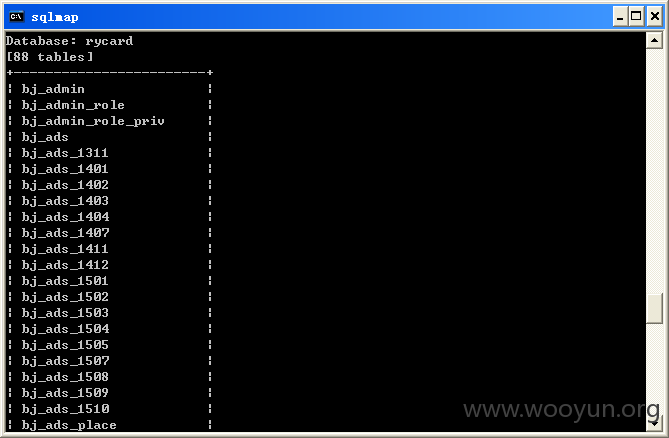 sqlmap
Database: rycard
[88 tables]
+------------------------+
| bj_admin |
| bj_admin_role |
| bj_admin_role_priv |
| bj_ads |
| bj_ads_1311 |
| bj_ads_1401 |
| bj_ads_1402 |
| bj_ads_1403 |
| bj_ads_1404 |
| bj_ads_1407 |
| bj_ads_1411 |
| bj_ads_1412 |
| bj_ads_1501 |
| bj_ads_1502 |
| bj_ads_1503 |
| bj_ads_1504 |
| bj_ads_1505 |
| bj_ads_1507 |
| bj_ads_1508 |
| bj_ads_1509 |
| bj_ads_1510 |
| bj_ads_place |
www.wooyun.org